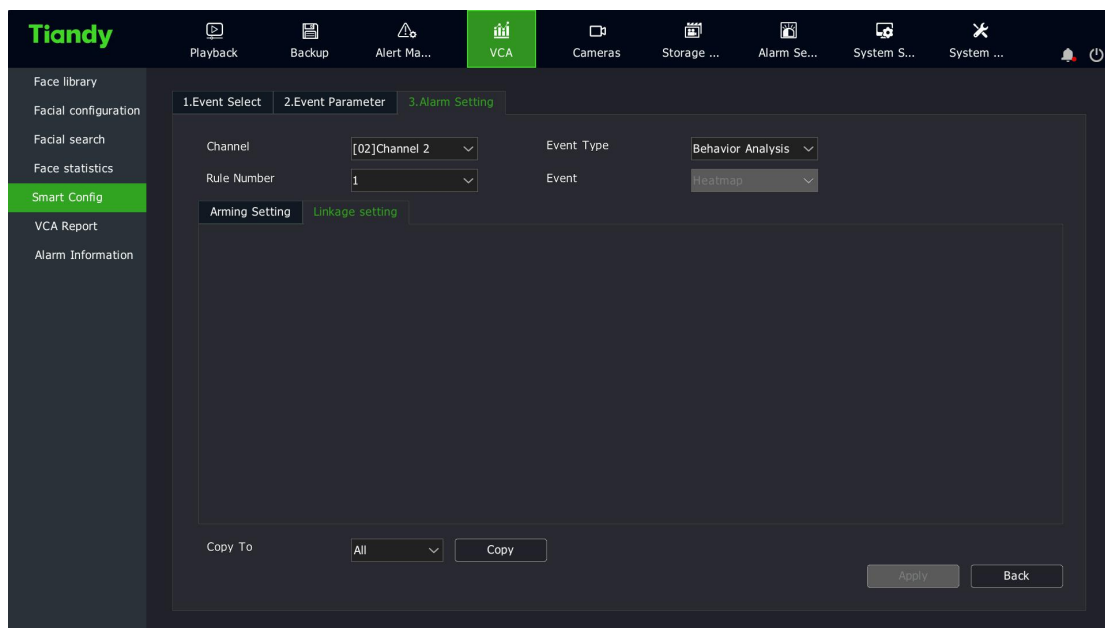 Tiandy
Playback Backup Alert Ma... VCA Cameras Storage ... Alarm Se... System S... System ...
Face library
Facial configuration
Facial search
Face statistics
Smart Config
VCA Report
Alarm Information
1.Event Select 2.Event Parameter 3.Alarm Setting
Channel [02]Channel 2 Event Type Behavior Analysis
Rule Number 1 Event Heatmap
Arming Setting Linkage setting
Copy To All Copy
Apply Back